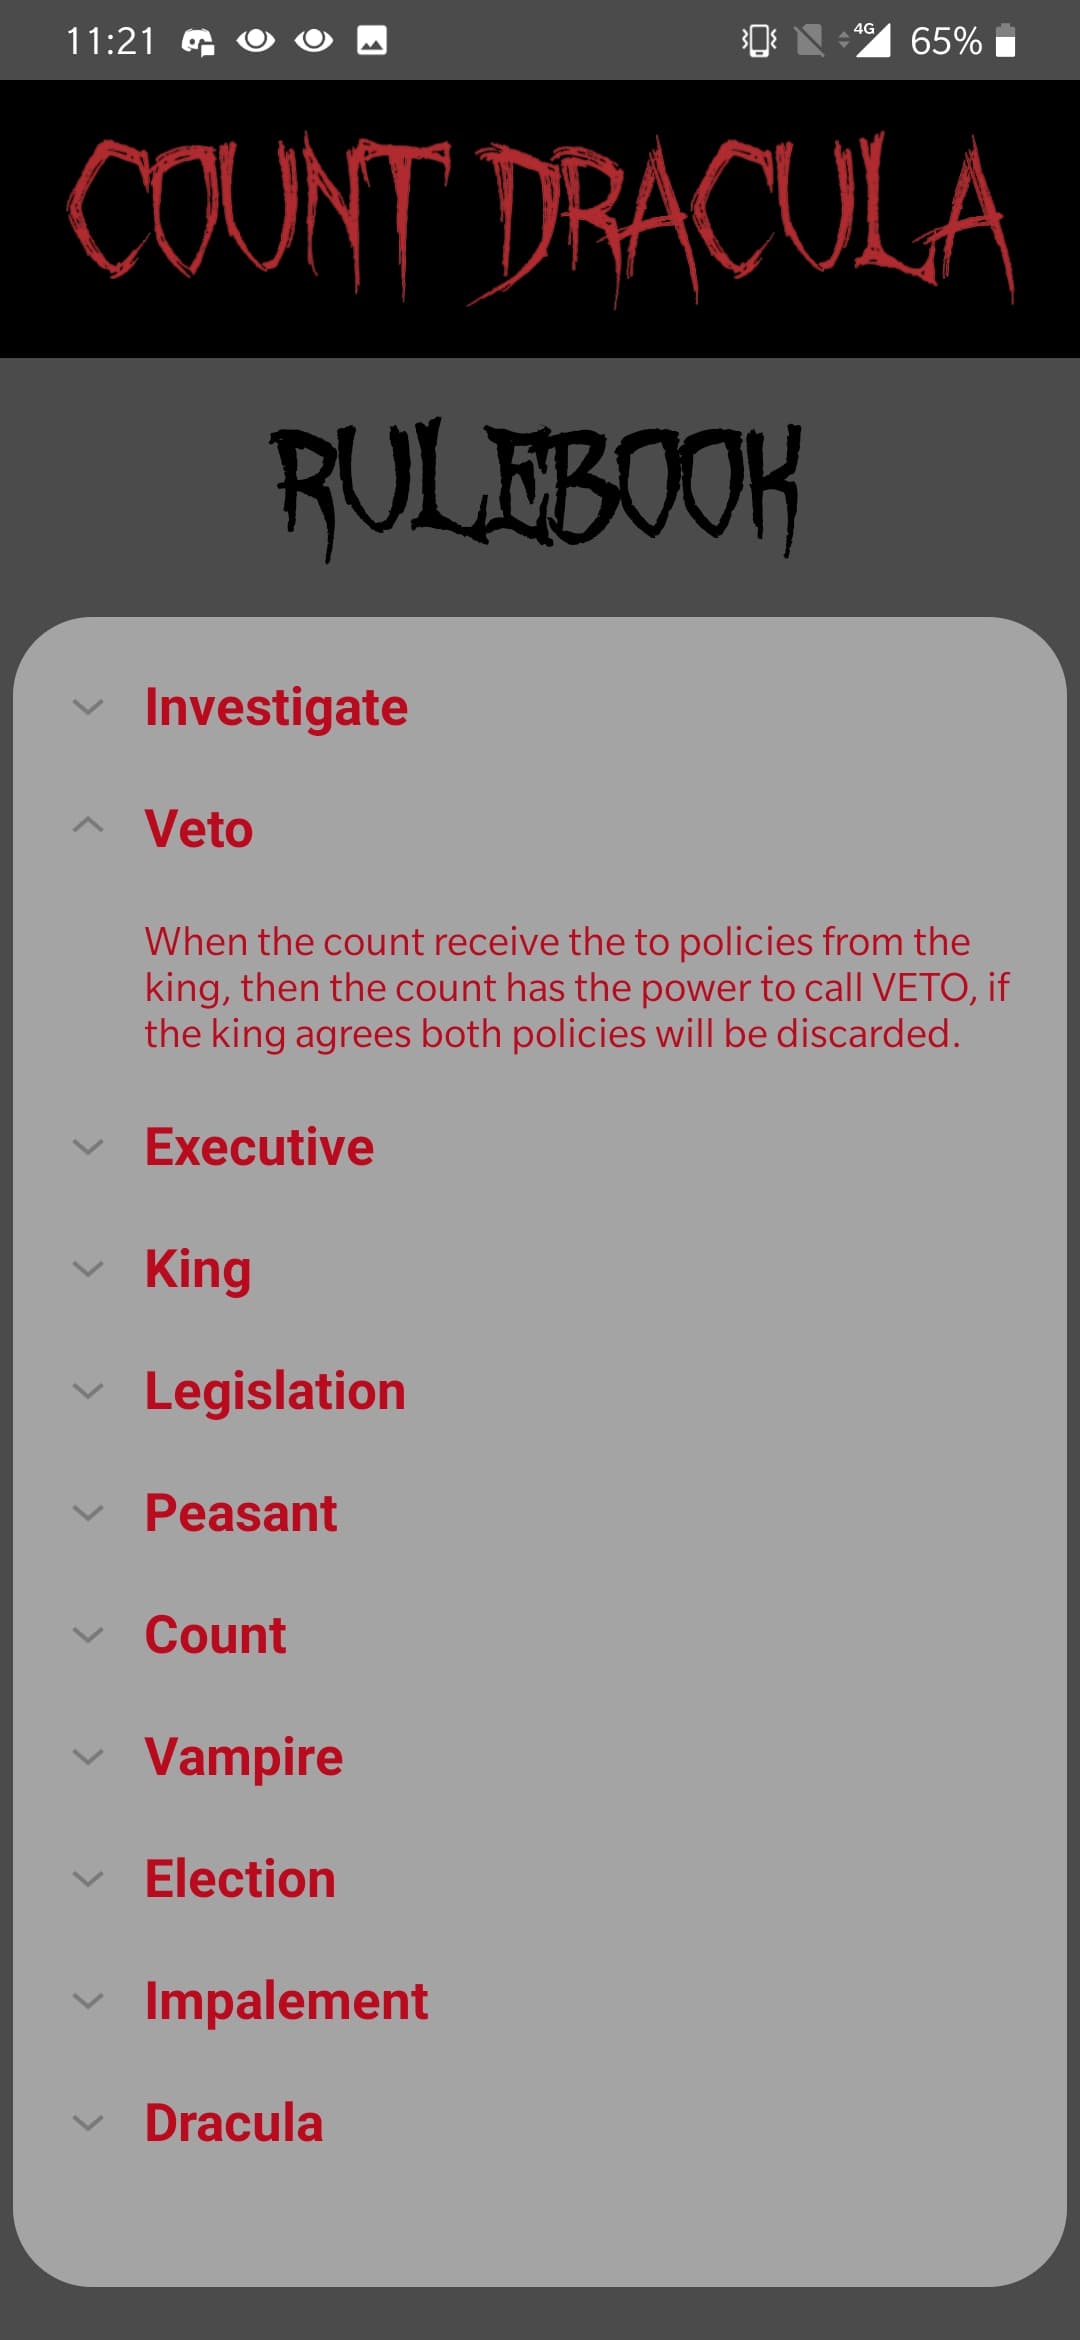 11:21 4G 65%
COUNT DRACULA
RULEBOOK
Investigate
Veto
When the count receive the to policies from the
king, then the count has the power to call VETO, if
the king agrees both policies will be discarded.
Executive
King
Legislation
Peasant
Count
Vampire
Election
Impalement
Dracula